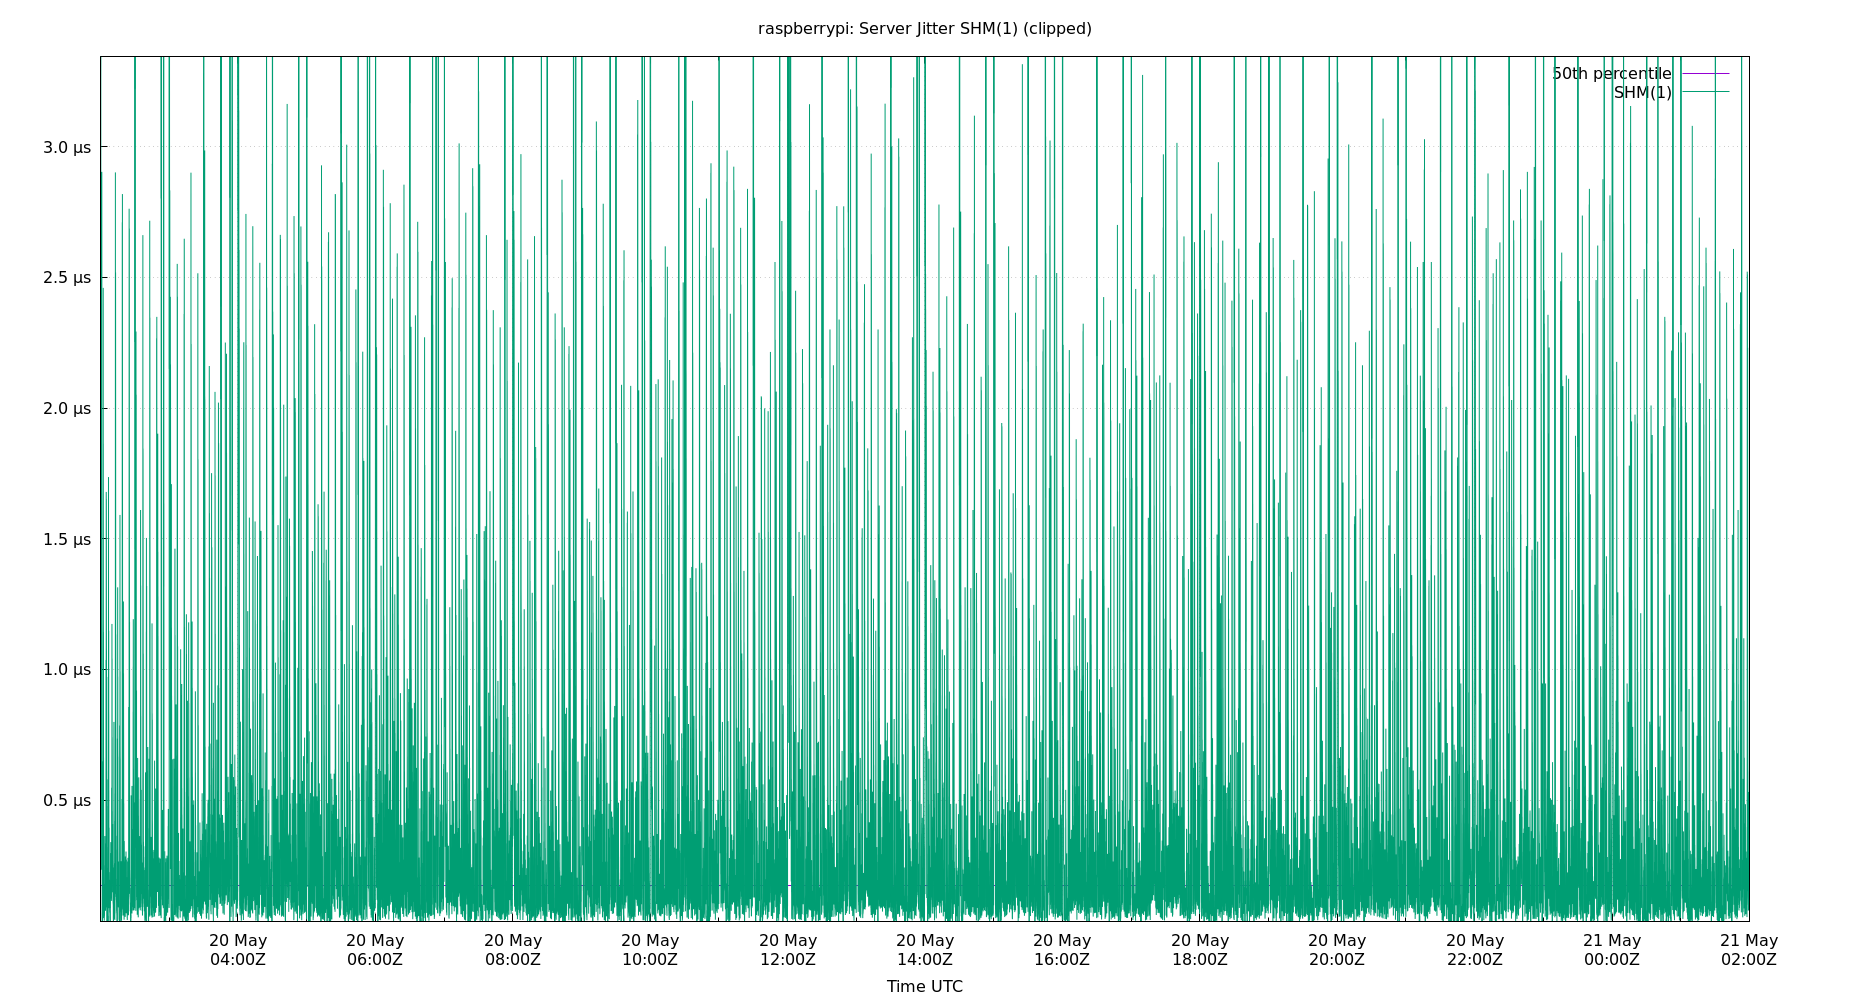 raspberrypi: Server Jitter SHM(1) (clipped)
50th percentile
SHM(1)
3.0 μs
2.5 μs
2.0 μs
1.5 μs
1.0 μs
0.5 μs
20 May 20 May 20 May 20 May 20 May 20 May 20 May 20 May 20 May 20 May 21 May 21 May
04:00Z 06:00Z 08:00Z 10:00Z 12:00Z 14:00Z 16:00Z 18:00Z 20:00Z 22:00Z 00:00Z 02:00Z
Time UTC